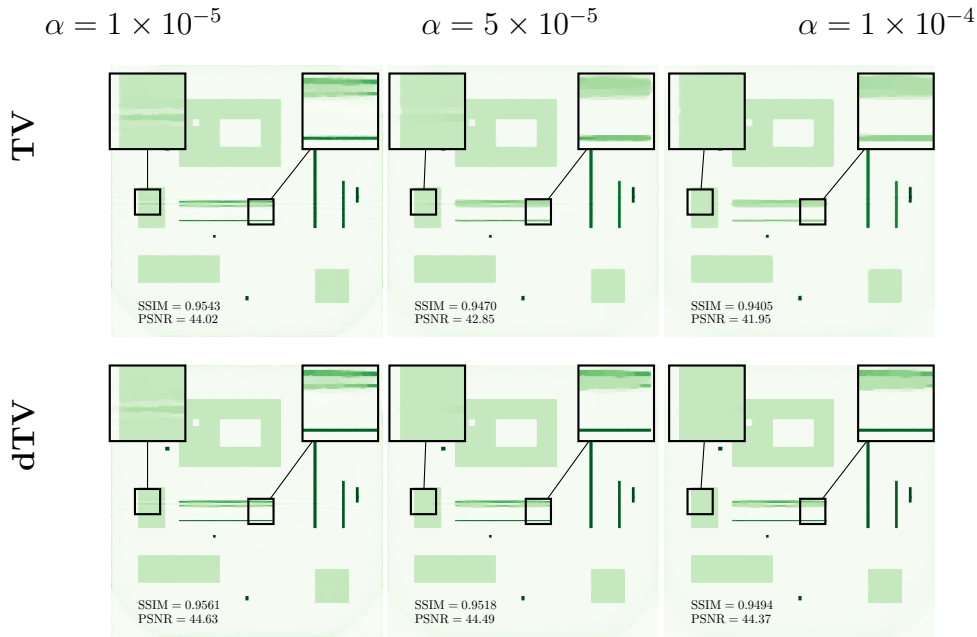 α = 1 × 10⁻⁵ α = 5 × 10⁻⁵ α = 1 × 10⁻⁴
TV
SSIM = 0.9543 SSIM = 0.9470 SSIM = 0.9405
PSNR = 44.02 PSNR = 42.85 PSNR = 41.95
dTV
SSIM = 0.9561 SSIM = 0.9518 SSIM = 0.9494
PSNR = 44.63 PSNR = 44.49 PSNR = 44.37